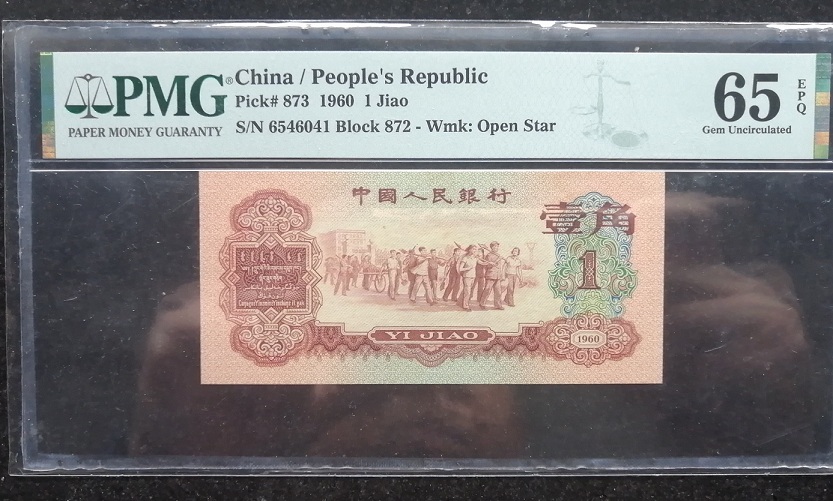 PMG®
PAPER MONEY GUARANTY
China / People's Republic
Pick# 873 1960 1 Jiao
S/N 6546041 Block 872 - Wmk: Open Star
65
EPQ
Gem Uncirculated
中國人民銀行
壹角
1
YI JIAO
1960